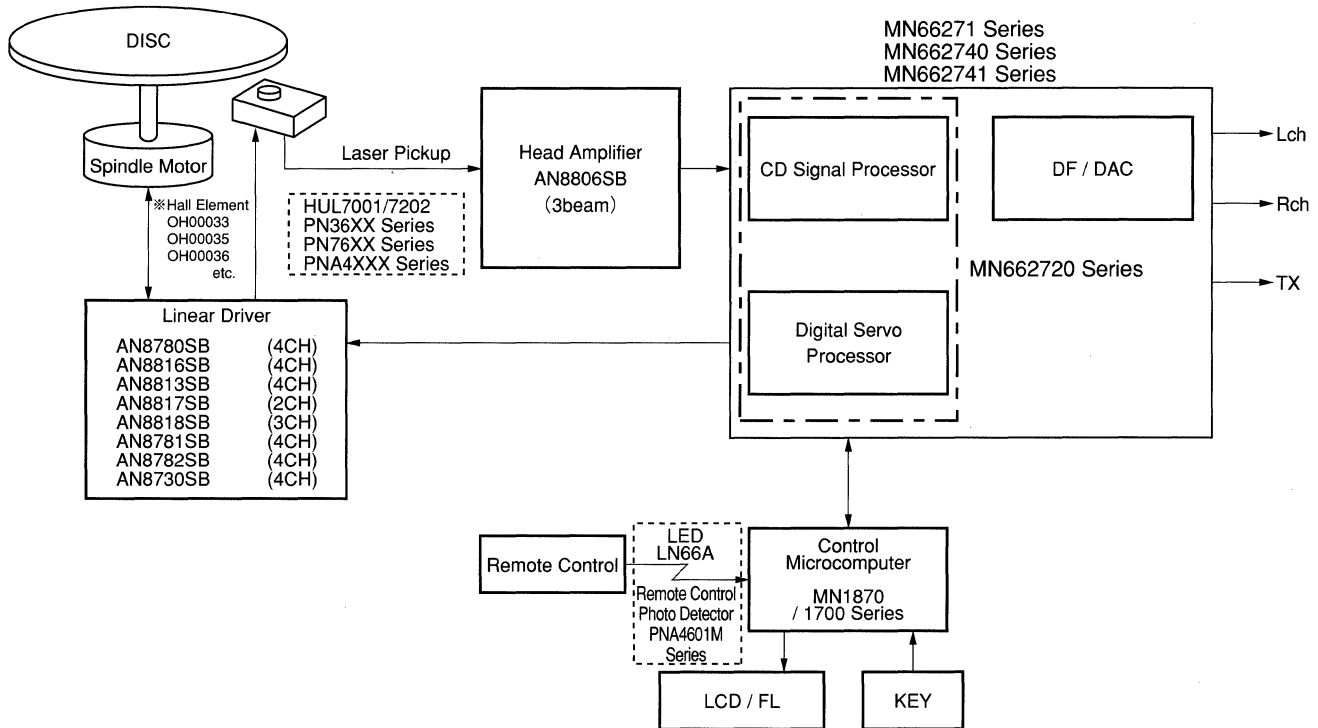 DISC
Spindle Motor
※Hall Element
OH00033
OH00035
OH00036
etc.
Laser Pickup
HUL7001/7202
PN36XX Series
PN76XX Series
PNA4XXX Series
Head Amplifier
AN8806SB
(3beam)
MN66271 Series
MN662740 Series
MN662741 Series
CD Signal Processor
DF / DAC
MN662720 Series
Digital Servo
Processor
Lch
Rch
TX
Linear Driver
AN8780SB (4CH)
AN8816SB (4CH)
AN8813SB (4CH)
AN8817SB (2CH)
AN8818SB (3CH)
AN8781SB (4CH)
AN8782SB (4CH)
AN8730SB (4CH)
Remote Control
LED
LN66A
Remote Control
Photo Detector
PNA4601M
Series
Control
Microcomputer
MN1870
/ 1700 Series
LCD / FL
KEY